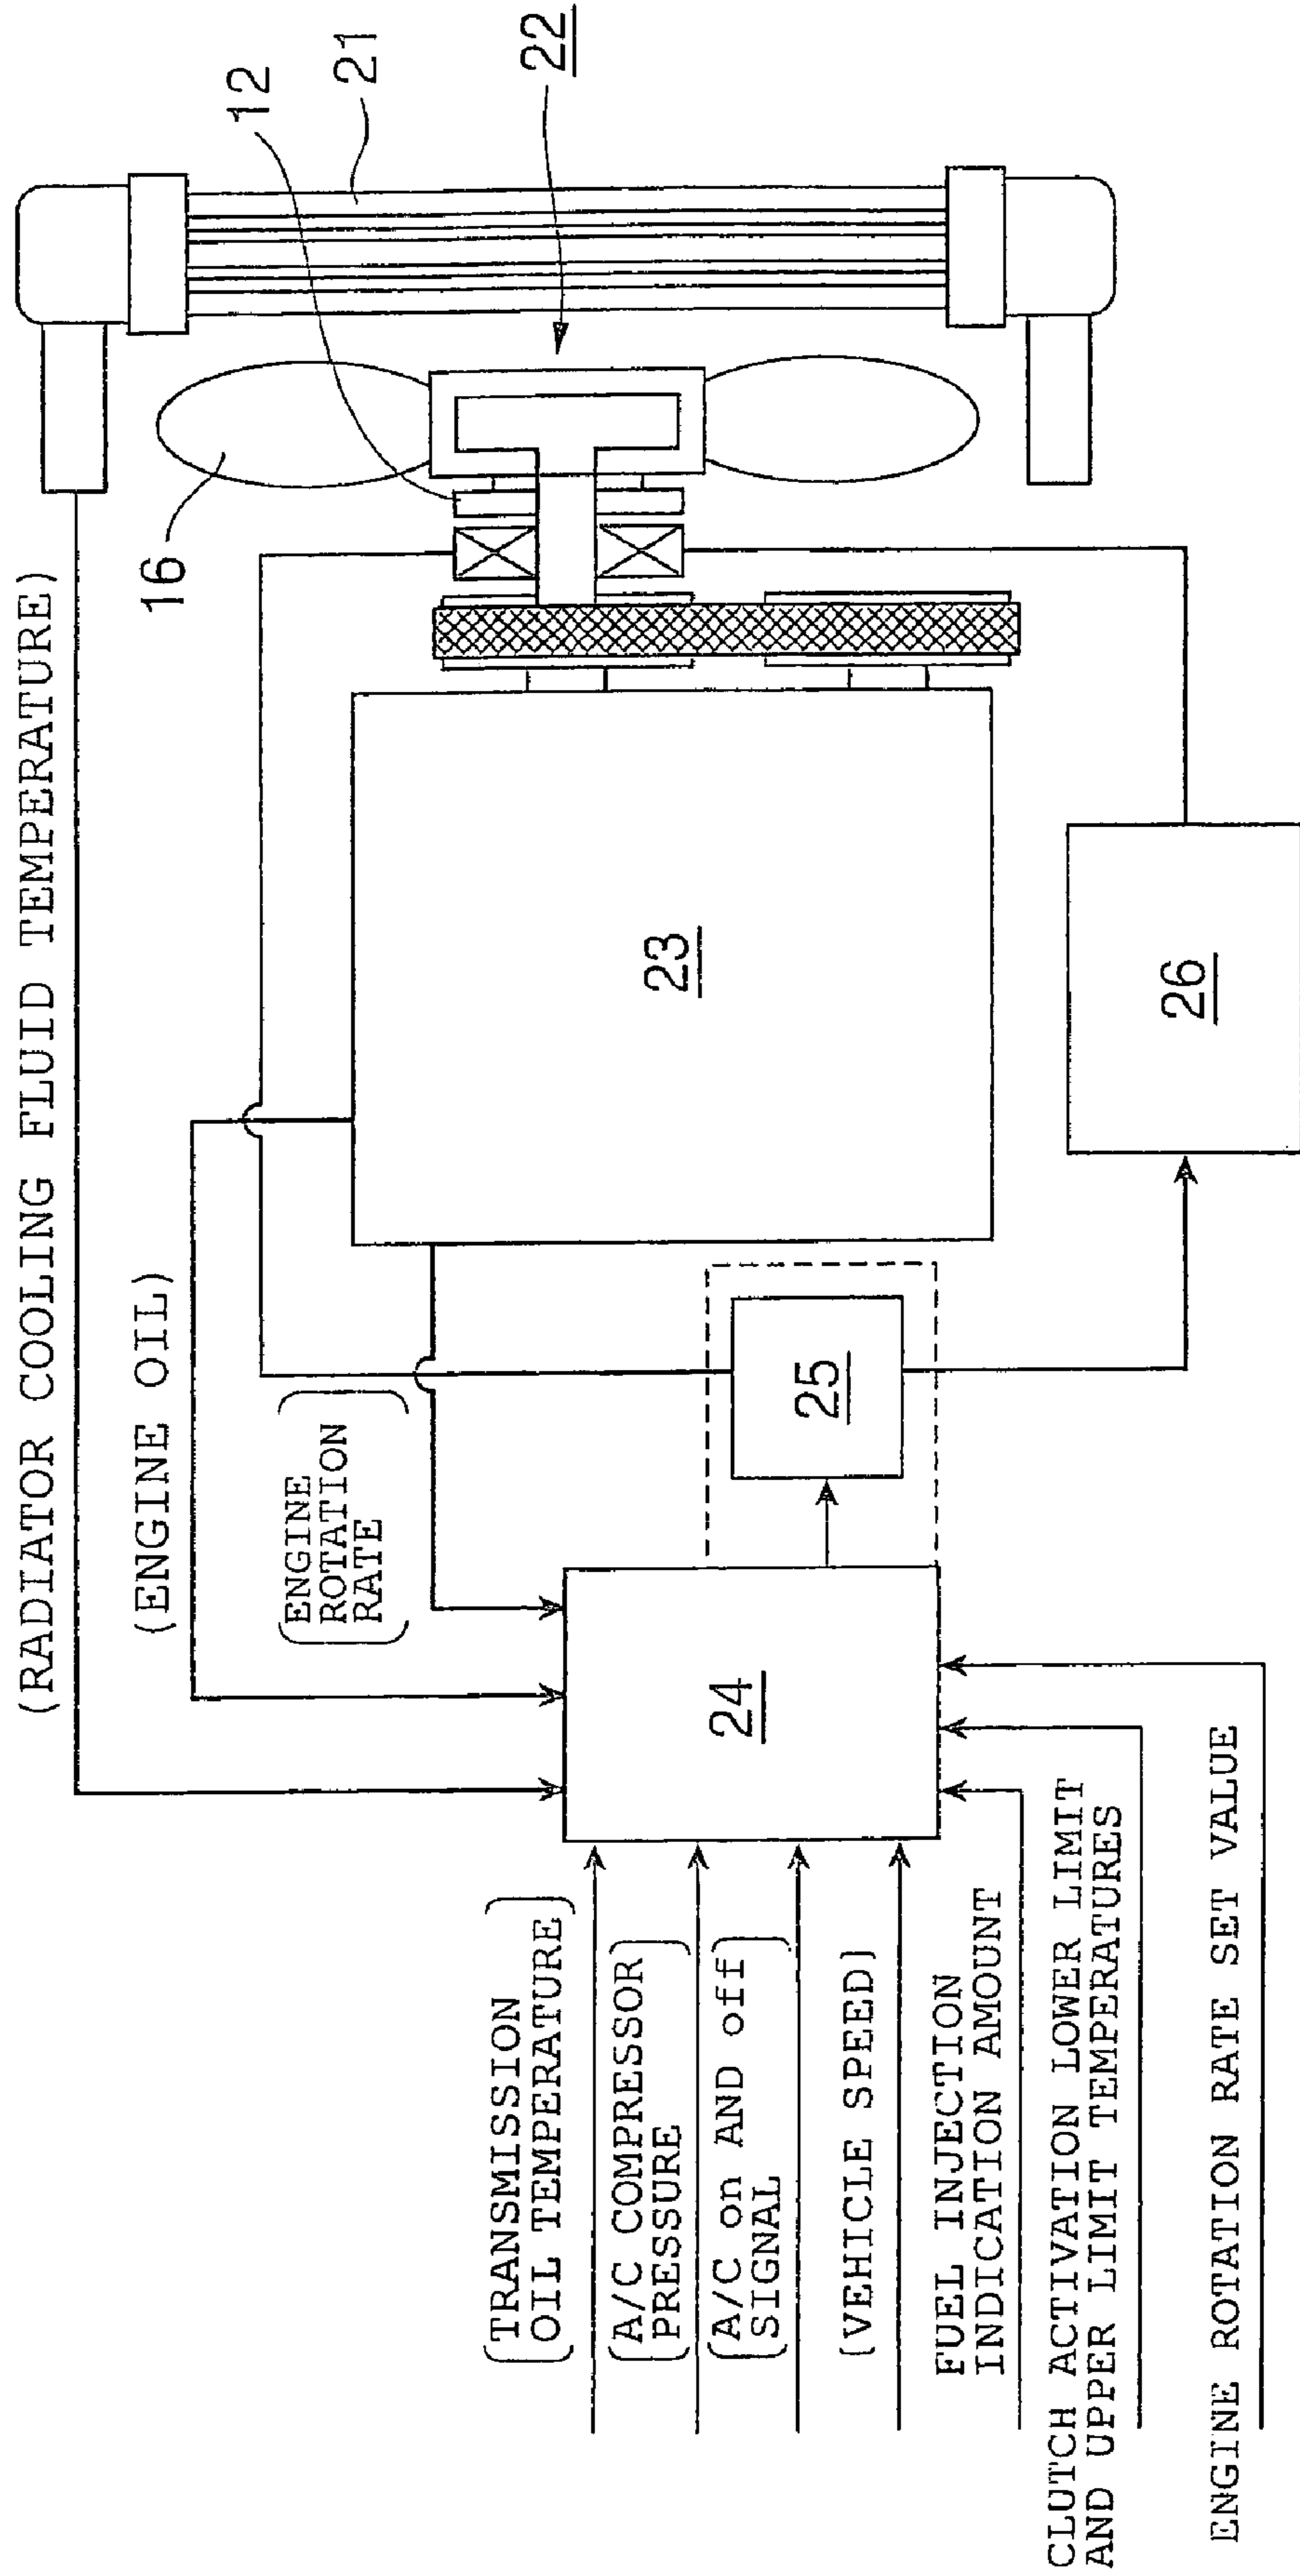 (RADIATOR COOLING FLUID TEMPERATURE)
(ENGINE OIL)
ENGINE
ROTATION
RATE
16
12
21
22
23
24
25
26
TRANSMISSION
OIL TEMPERATURE
A/C COMPRESSOR
PRESSURE
A/C on AND off
SIGNAL
(VEHICLE SPEED)
FUEL INJECTION
INDICATION AMOUNT
CLUTCH ACTIVATION LOWER LIMIT
AND UPPER LIMIT TEMPERATURES
ENGINE ROTATION RATE SET VALUE